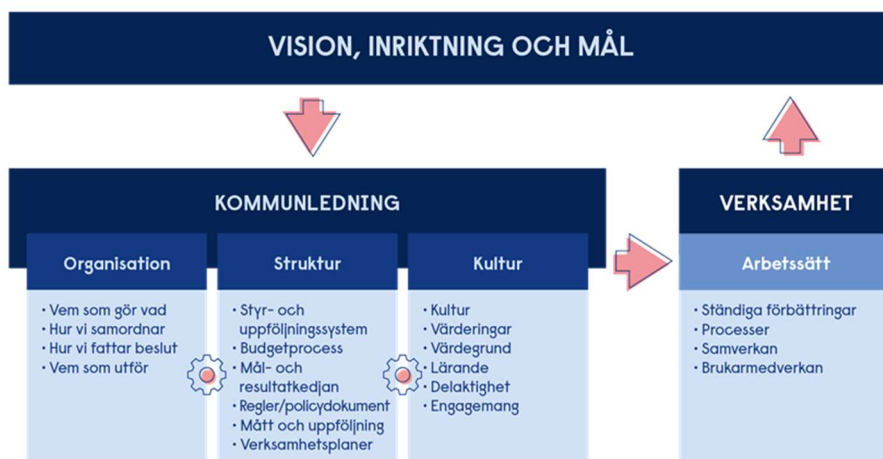 VISION, INRIKTNING OCH MÅL
KOMMUNLEDNING
Organisation
• Vem som gör vad
• Hur vi samordnar
• Hur vi fattar beslut
• Vem som utför
Struktur
• Styr- och
uppföljningssystem
• Budgetprocess
• Mål- och
resultatkedjan
• Regler/policydokument
• Mått och uppföljning
• Verksamhetsplaner
Kultur
• Kultur
• Värderingar
• Värdegrund
• Lärande
• Delaktighet
• Engagemang
VERKSAMHET
Arbetssätt
• Ständiga förbättringar
• Processer
• Samverkan
• Brukarmedverkan